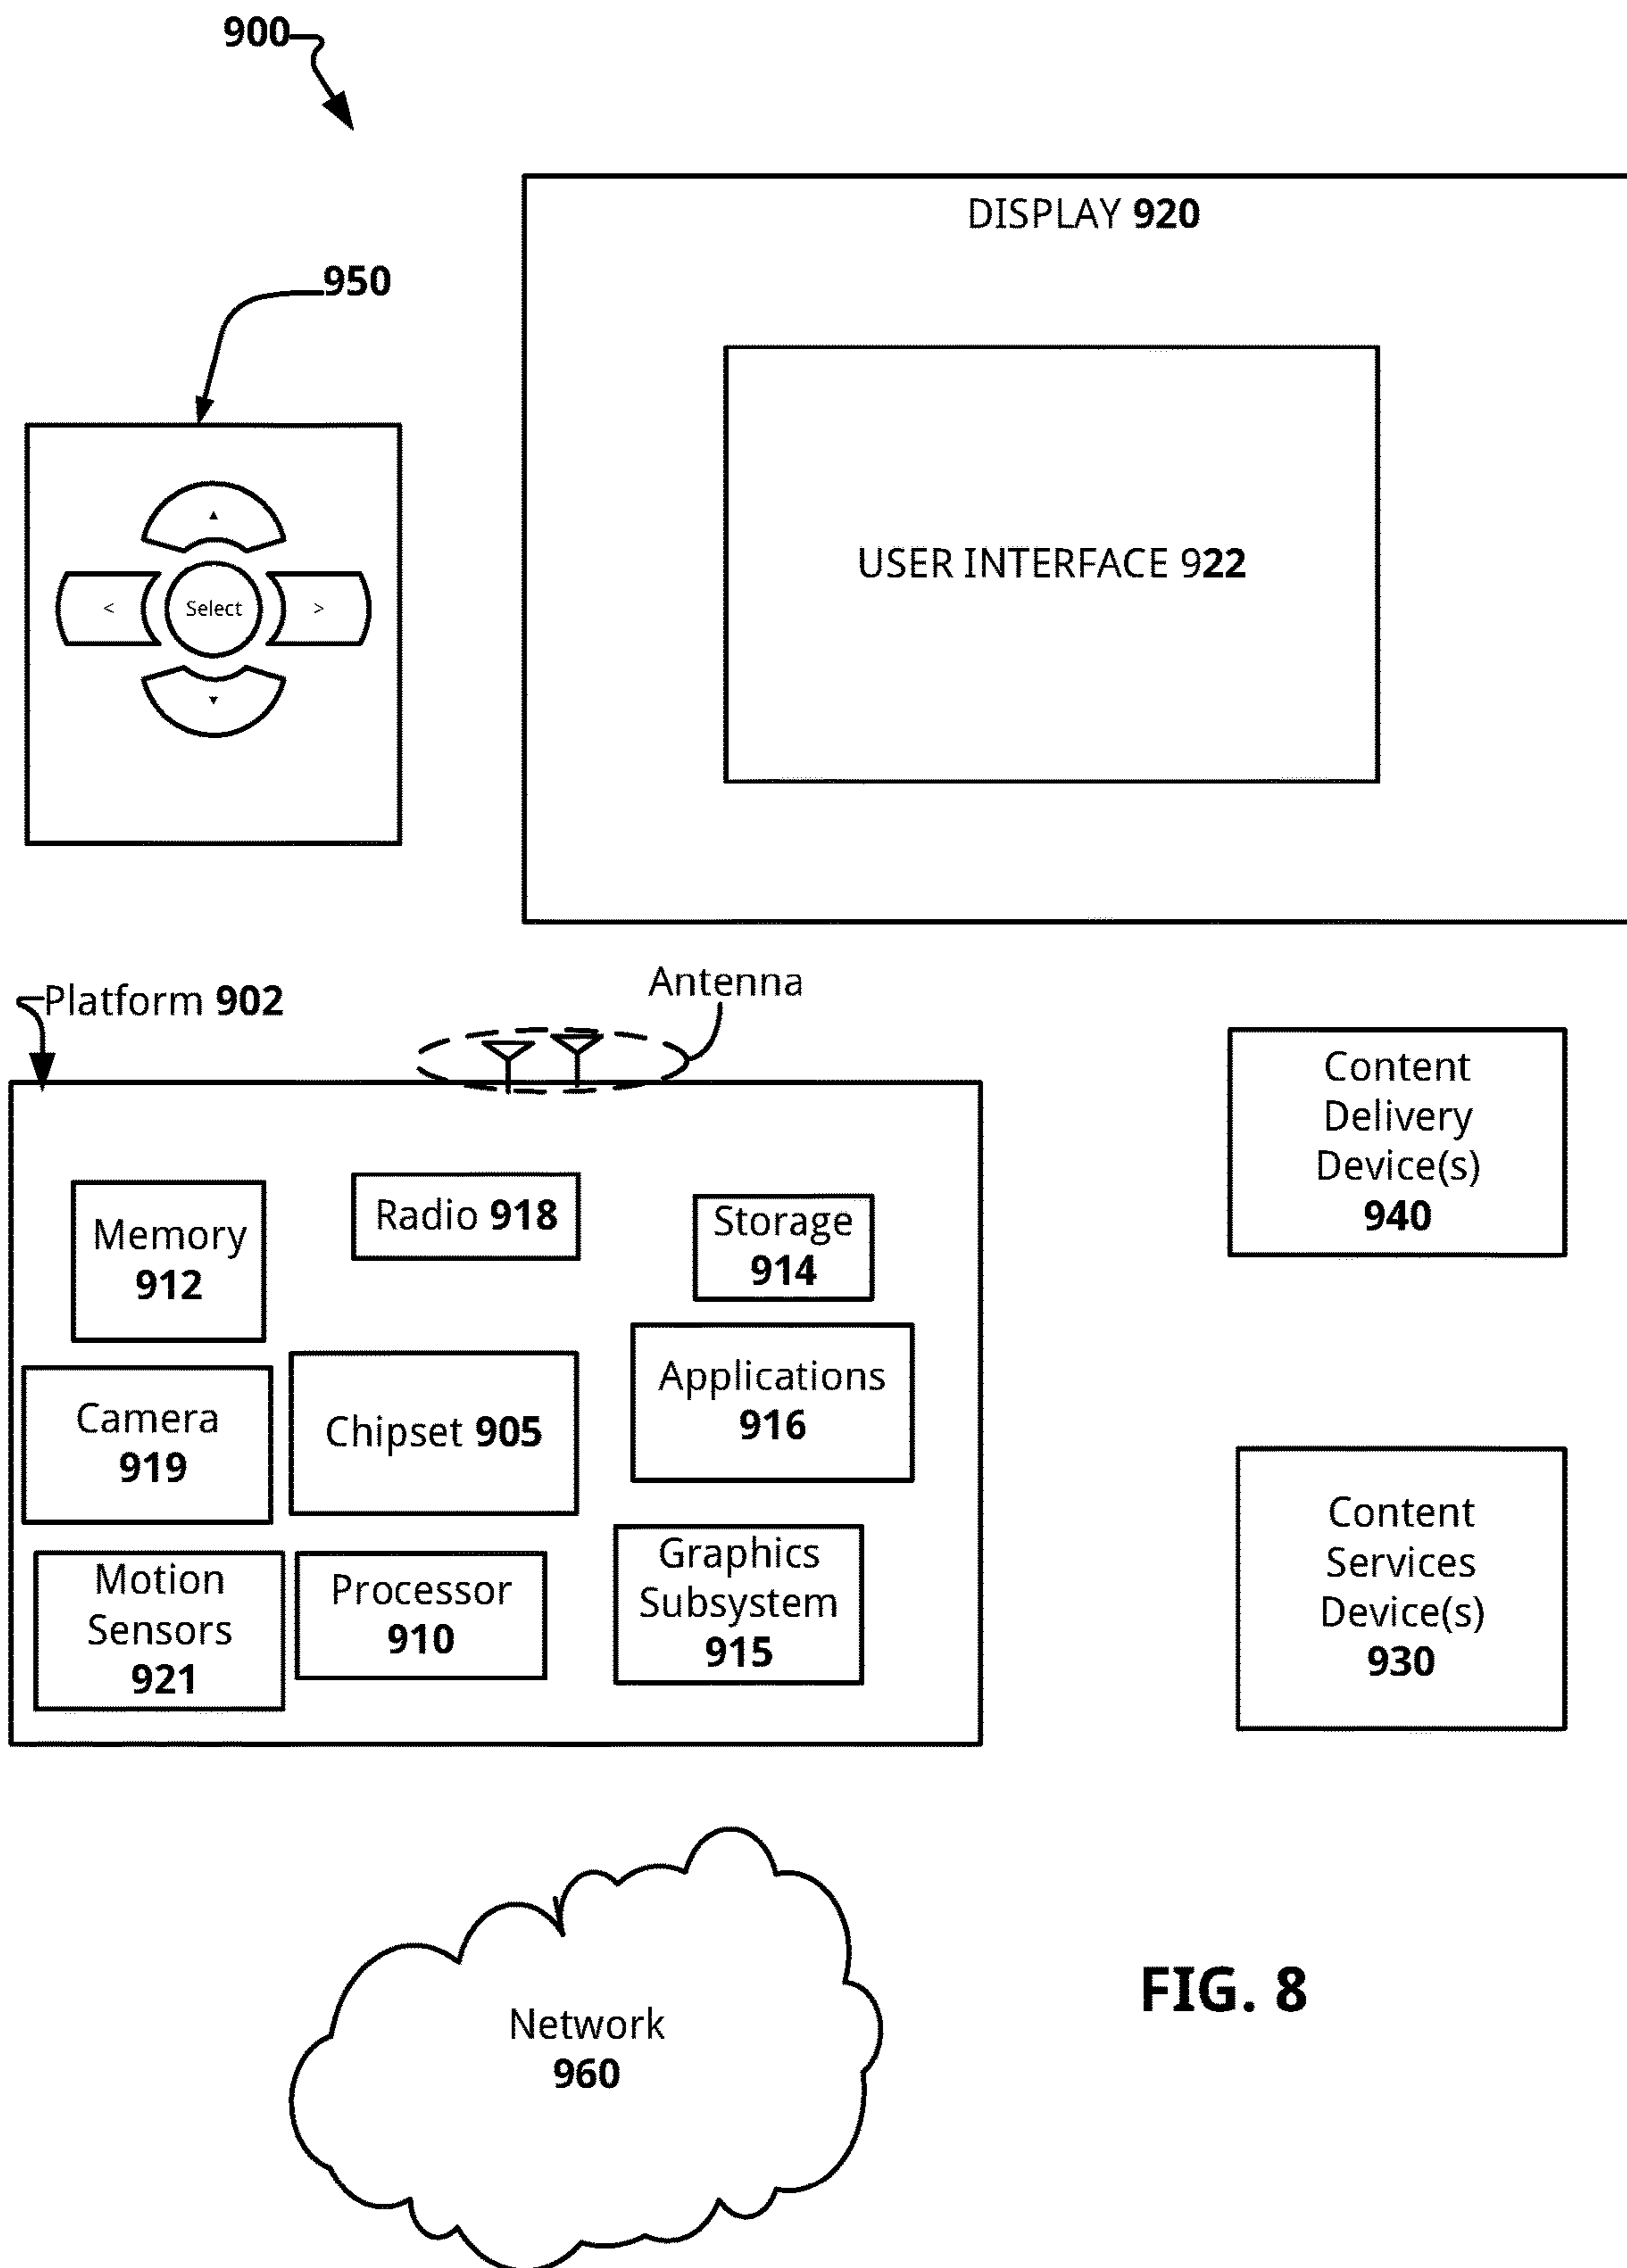 900
DISPLAY 920
950
USER INTERFACE 922
▲
< Select >
▼
Platform 902
Antenna
Memory
912
Radio 918
Storage
914
Camera
919
Chipset 905
Applications
916
Motion
Sensors
921
Processor
910
Graphics
Subsystem
915
Content
Delivery
Device(s)
940
Content
Services
Device(s)
930
Network
960
FIG. 8